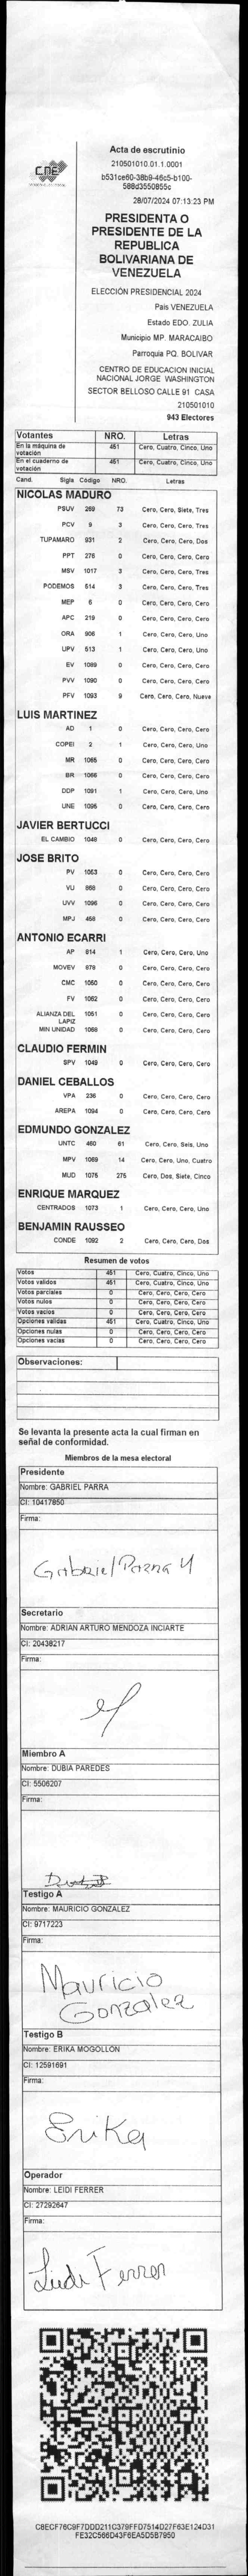 Acta de escrutinio
210501010.01.1.0001
b531ce60-38b9-46c5-b100-
588d3550855c
28/07/2024 07:13:23 PM
CNE
PRESIDENTA O
PRESIDENTE DE LA
REPUBLICA
BOLIVARIANA DE
VENEZUELA
ELECCIÓN PRESIDENCIAL 2024
País VENEZUELA
Estado EDO. ZULIA
Municipio MP. MARACAIBO
Parroquia PQ. BOLIVAR
CENTRO DE EDUCACION INICIAL
NACIONAL JORGE WASHINGTON
SECTOR BELLOSO CALLE 91 CASA
210501010
943 Electores
Votantes NRO. Letras
En la máquina de votación 451 Cero, Cuatro, Cinco, Uno
En el cuaderno de votación 451 Cero, Cuatro, Cinco, Uno
Cand. Sigla Código NRO. Letras
NICOLAS MADURO
PSUV 269 73 Cero, Cero, Siete, Tres
PCV 9 3 Cero, Cero, Cero, Tres
TUPAMARO 931 2 Cero, Cero, Cero, Dos
PPT 276 0 Cero, Cero, Cero, Cero
MSV 1017 3 Cero, Cero, Cero, Tres
PODEMOS 514 3 Cero, Cero, Cero, Tres
MEP 6 0 Cero, Cero, Cero, Cero
APC 219 0 Cero, Cero, Cero, Cero
ORA 906 1 Cero, Cero, Cero, Uno
UPV 513 1 Cero, Cero, Cero, Uno
EV 1089 0 Cero, Cero, Cero, Cero
PVV 1090 0 Cero, Cero, Cero, Cero
PFV 1093 9 Cero, Cero, Cero, Nueve
LUIS MARTINEZ
AD 1 0 Cero, Cero, Cero, Cero
COPEI 2 1 Cero, Cero, Cero, Uno
MR 1065 0 Cero, Cero, Cero, Cero
BR 1066 0 Cero, Cero, Cero, Cero
DDP 1091 1 Cero, Cero, Cero, Uno
UNE 1095 0 Cero, Cero, Cero, Cero
JAVIER BERTUCCI
EL CAMBIO 1048 0 Cero, Cero, Cero, Cero
JOSE BRITO
PV 1053 0 Cero, Cero, Cero, Cero
VU 868 0 Cero, Cero, Cero, Cero
UVV 1096 0 Cero, Cero, Cero, Cero
MPJ 458 0 Cero, Cero, Cero, Cero
ANTONIO ECARRI
AP 814 1 Cero, Cero, Cero, Uno
MOVEV 878 0 Cero, Cero, Cero, Cero
CMC 1050 0 Cero, Cero, Cero, Cero
FV 1052 0 Cero, Cero, Cero, Cero
ALIANZA DEL LAPIZ 1051 0 Cero, Cero, Cero, Cero
MIN UNIDAD 1068 0 Cero, Cero, Cero, Cero
CLAUDIO FERMIN
SPV 1049 0 Cero, Cero, Cero, Cero
DANIEL CEBALLOS
VPA 236 0 Cero, Cero, Cero, Cero
AREPA 1094 0 Cero, Cero, Cero, Cero
EDMUNDO GONZALEZ
UNTC 460 61 Cero, Cero, Seis, Uno
MPV 1069 14 Cero, Cero, Uno, Cuatro
MUD 1075 275 Cero, Dos, Siete, Cinco
ENRIQUE MARQUEZ
CENTRADOS 1073 1 Cero, Cero, Cero, Uno
BENJAMIN RAUSSEO
CONDE 1092 2 Cero, Cero, Cero, Dos
Resumen de votos
Votos 451 Cero, Cuatro, Cinco, Uno
Votos validos 451 Cero, Cuatro, Cinco, Uno
Votos parciales 0 Cero, Cero, Cero, Cero
Votos nulos 0 Cero, Cero, Cero, Cero
Votos vacios 0 Cero, Cero, Cero, Cero
Opciones validas 451 Cero, Cuatro, Cinco, Uno
Opciones nulas 0 Cero, Cero, Cero, Cero
Opciones vacias 0 Cero, Cero, Cero, Cero
Observaciones:
Se levanta la presente acta la cual firman en
señal de conformidad.
Miembros de la mesa electoral
Presidente
Nombre: GABRIEL PARRA
CI: 10417850
Firma:
Gabriel Parra U
Secretario
Nombre: ADRIAN ARTURO MENDOZA INCIARTE
CI: 20438217
Firma:
Miembro A
Nombre: DUBIA PAREDES
CI: 5506207
Firma:
Testigo A
Nombre: MAURICIO GONZALEZ
CI: 9717223
Firma:
Mauricio
Gonzalez
Testigo B
Nombre: ERIKA MOGOLLON
CI: 12591691
Firma:
Erika
Operador
Nombre: LEIDI FERRER
CI: 27292647
Firma:
Liedi Ferrer
C8ECF76C9F7DDD211C379FFD7514D27F63E124D31
FE32C566D43F6EA5D5B7950